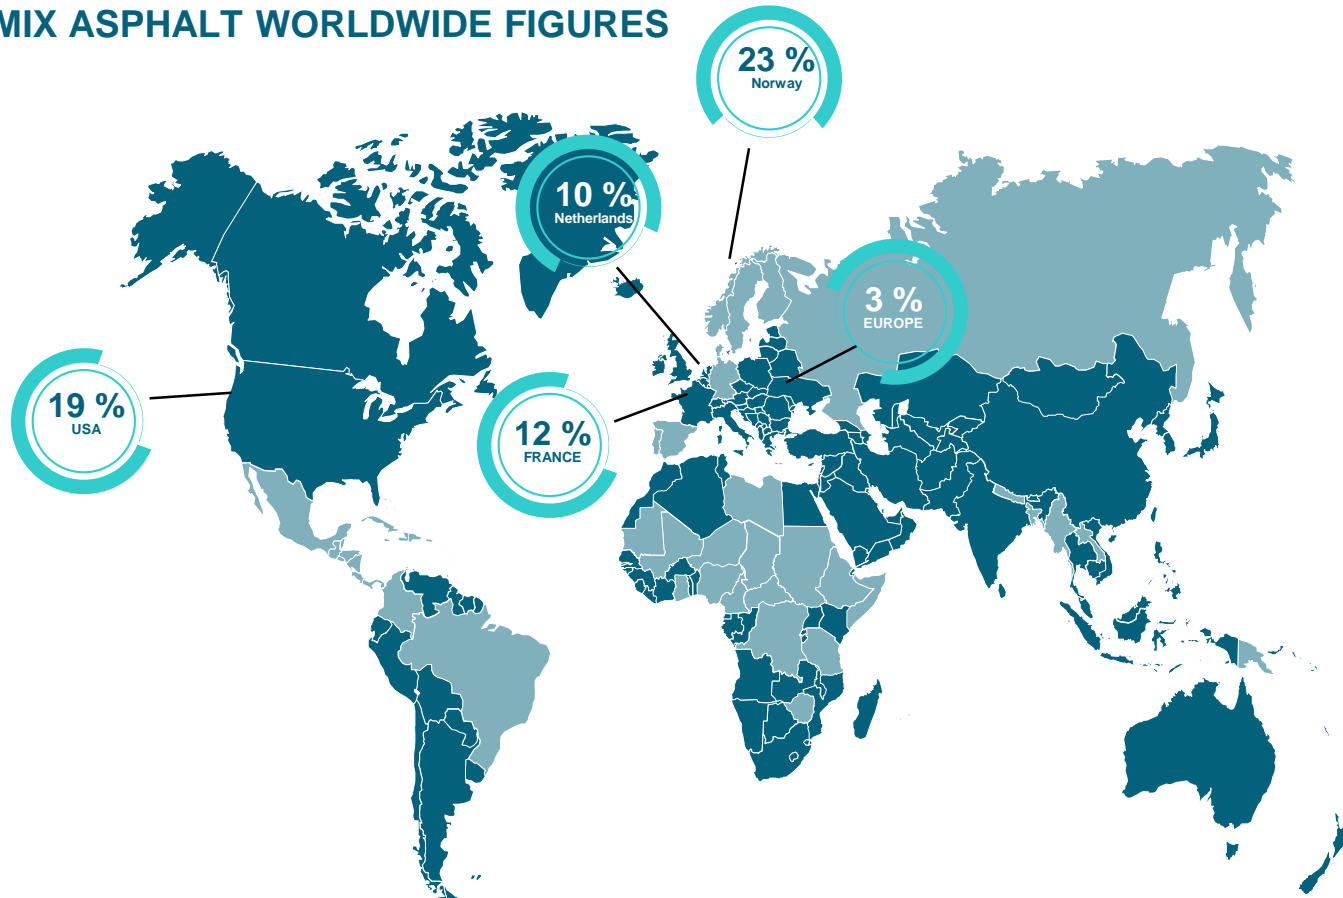 MIX ASPHALT WORLDWIDE FIGURES
23 %
Norway
10 %
Netherlands
3 %
EUROPE
19 %
USA
12 %
FRANCE